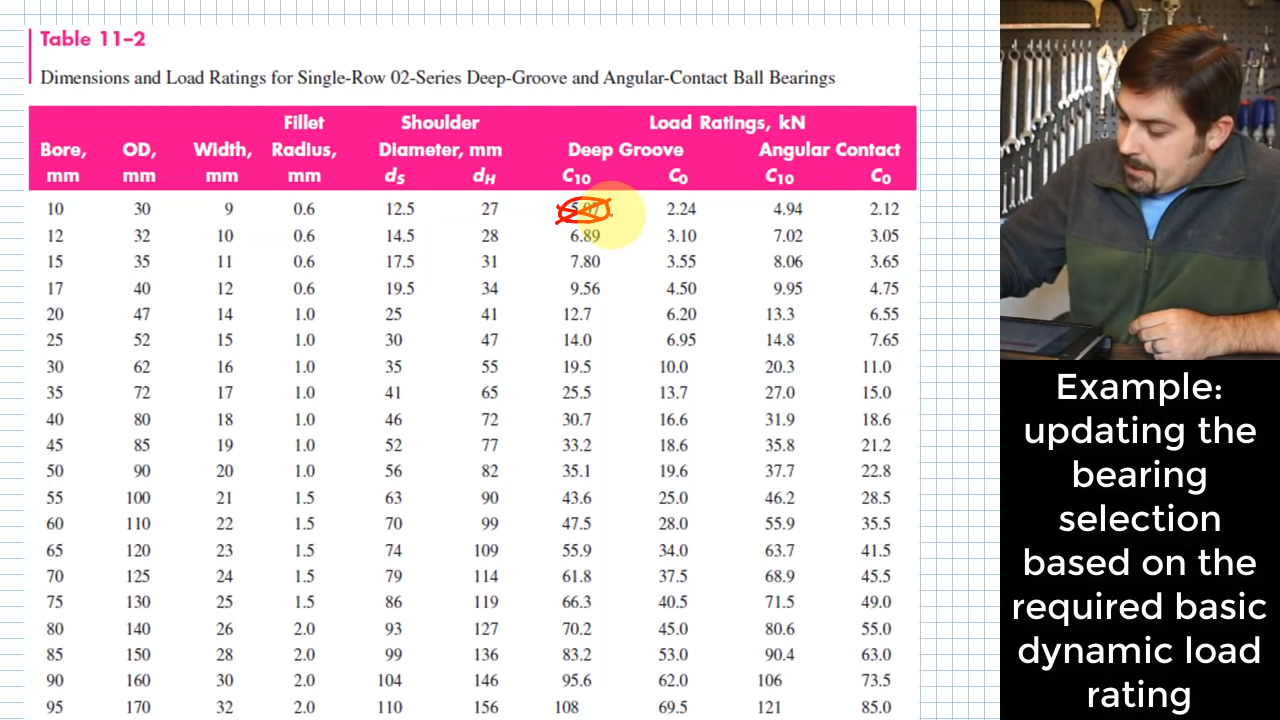 Table 11–2
Dimensions and Load Ratings for Single-Row 02-Series Deep-Groove and Angular-Contact Ball Bearings
Fillet Shoulder Load Ratings, kN
Bore, OD, Width, Radius, Diameter, mm Deep Groove Angular Contact
mm mm mm mm dS dH C10 C0 C10 C0
10 30 9 0.6 12.5 27 2.24 4.94 2.12
12 32 10 0.6 14.5 28 6.89 3.10 7.02 3.05
15 35 11 0.6 17.5 31 7.80 3.55 8.06 3.65
17 40 12 0.6 19.5 34 9.56 4.50 9.95 4.75
20 47 14 1.0 25 41 12.7 6.20 13.3 6.55
25 52 15 1.0 30 47 14.0 6.95 14.8 7.65
30 62 16 1.0 35 55 19.5 10.0 20.3 11.0
35 72 17 1.0 41 65 25.5 13.7 27.0 15.0
40 80 18 1.0 46 72 30.7 16.6 31.9 18.6
45 85 19 1.0 52 77 33.2 18.6 35.8 21.2
50 90 20 1.0 56 82 35.1 19.6 37.7 22.8
55 100 21 1.5 63 90 43.6 25.0 46.2 28.5
60 110 22 1.5 70 99 47.5 28.0 55.9 35.5
65 120 23 1.5 74 109 55.9 34.0 63.7 41.5
70 125 24 1.5 79 114 61.8 37.5 68.9 45.5
75 130 25 1.5 86 119 66.3 40.5 71.5 49.0
80 140 26 2.0 93 127 70.2 45.0 80.6 55.0
85 150 28 2.0 99 136 83.2 53.0 90.4 63.0
90 160 30 2.0 104 146 95.6 62.0 106 73.5
95 170 32 2.0 110 156 108 69.5 121 85.0
Example:
updating the
bearing
selection
based on the
required basic
dynamic load
rating